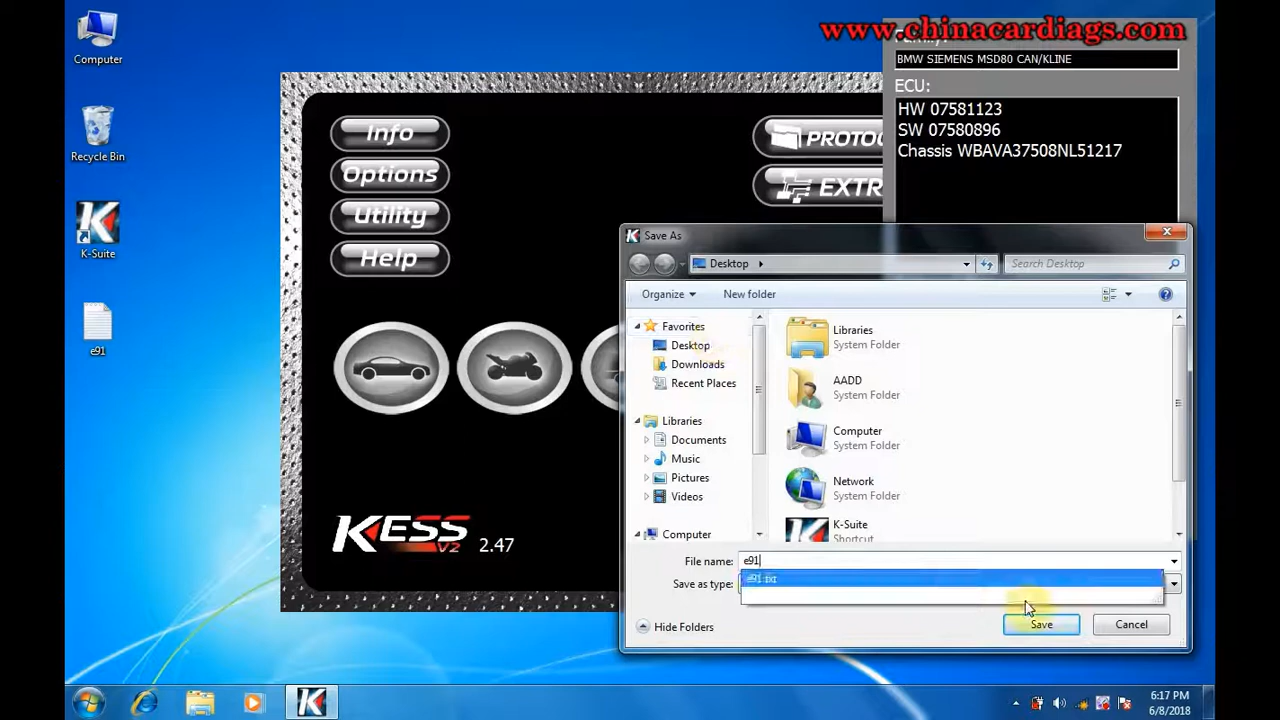 www.chinacardiags.com
Computer
Recycle Bin
K-Suite
e91
Info
Options
Utility
Help
PROTOC
EXTR
KESS V2 2.47
BMW SIEMENS MSD80 CAN/KLINE
ECU:
HW 07581123
SW 07580896
Chassis WBAVA37508NL51217
Save As
Desktop
Search Desktop
Organize
New folder
Favorites
Desktop
Downloads
Recent Places
Libraries
Documents
Music
Pictures
Videos
Computer
Libraries
System Folder
AADD
System Folder
Computer
System Folder
Network
System Folder
K-Suite
Shortcut
File name: e91
e91.txt
Save as type:
Hide Folders
Save
Cancel
6:17 PM
6/8/2018